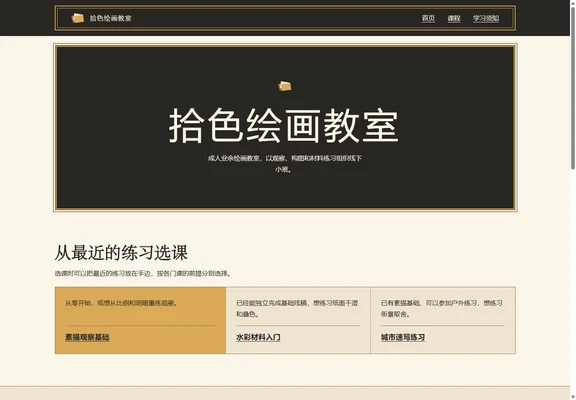 拾色绘画教室
首页 课程 学习须知
拾色绘画教室
成人业余绘画教室，以观察、构图和材料练习组织线下
小班。
从最近的练习选课
选课时可以把最近的练习放在手边，按各门课的前提分别选择。
从零开始，或想从比例和明暗重练观察。
素描观察基础
已经能独立完成基础线稿，想练习纸面干湿
和叠色。
水彩材料入门
已有素描基础，可以参加户外练习，想练习
街景取舍。
城市速写练习